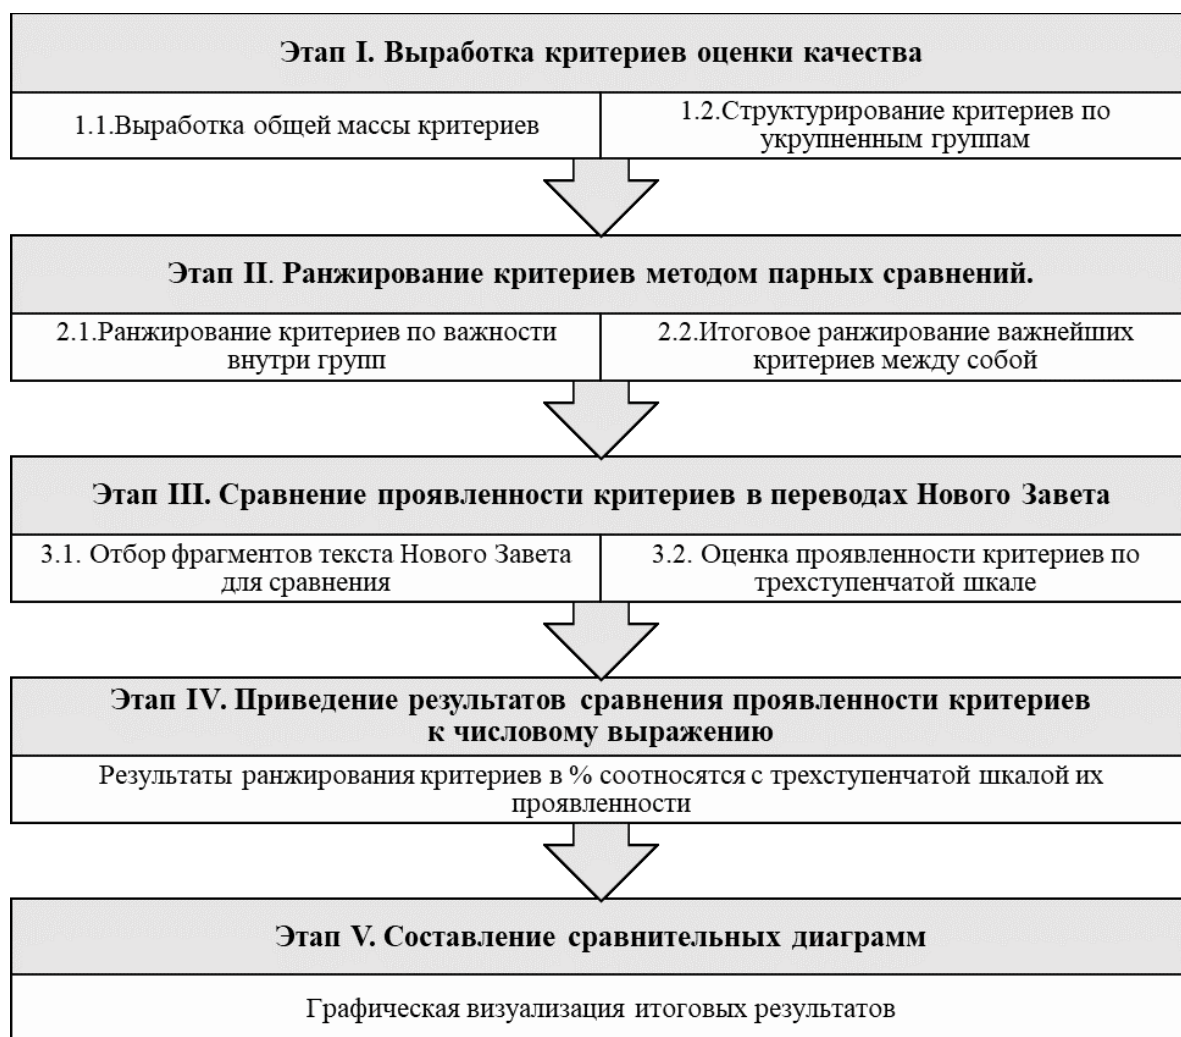 Этап I. Выработка критериев оценки качества
1.1.Выработка общей массы критериев
1.2.Структурирование критериев по
укрупненным группам
Этап II. Ранжирование критериев методом парных сравнений.
2.1.Ранжирование критериев по важности
внутри групп
2.2.Итоговое ранжирование важнейших
критериев между собой
Этап III. Сравнение проявленности критериев в переводах Нового Завета
3.1. Отбор фрагментов текста Нового Завета
для сравнения
3.2. Оценка проявленности критериев по
трехступенчатой шкале
Этап IV. Приведение результатов сравнения проявленности критериев
к числовому выражению
Результаты ранжирования критериев в % соотносятся с трехступенчатой шкалой их
проявленности
Этап V. Составление сравнительных диаграмм
Графическая визуализация итоговых результатов